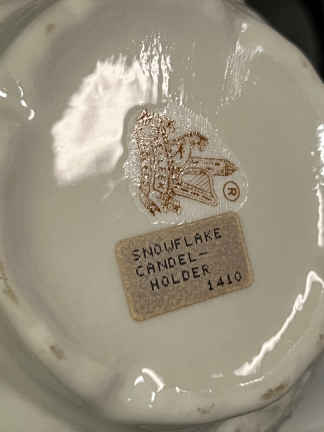 ®
SNOWFLAKE
CANDEL-
HOLDER
1410